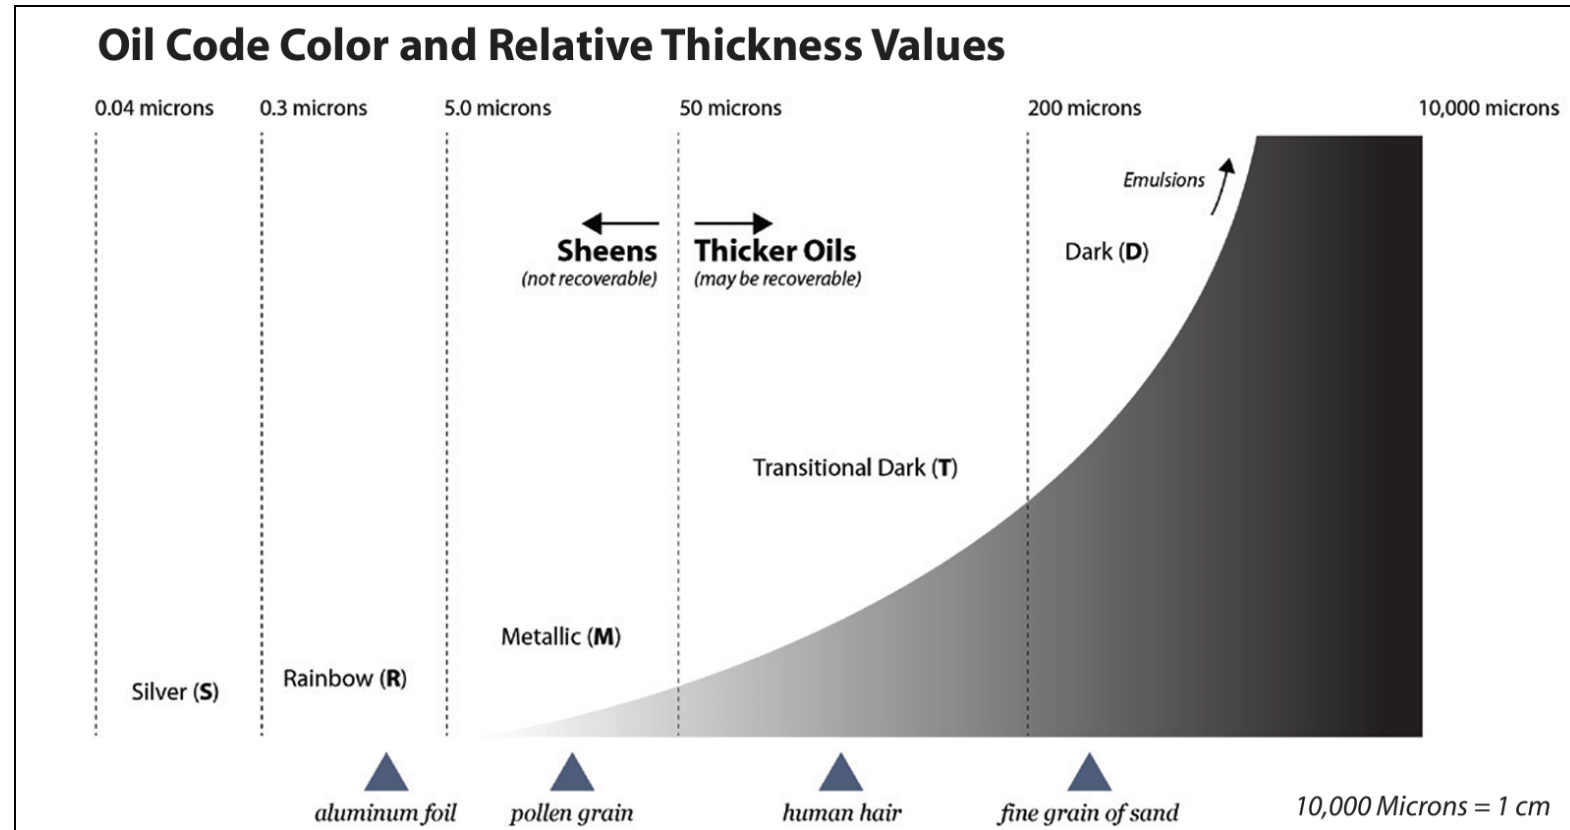 Oil Code Color and Relative Thickness Values
0.04 microns 0.3 microns 5.0 microns 50 microns 200 microns 10,000 microns
Emulsions
Sheens Thicker Oils Dark (D)
(not recoverable) (may be recoverable)
Transitional Dark (T)
Metallic (M)
Silver (S) Rainbow (R)
aluminum foil pollen grain human hair fine grain of sand 10,000 Microns = 1 cm